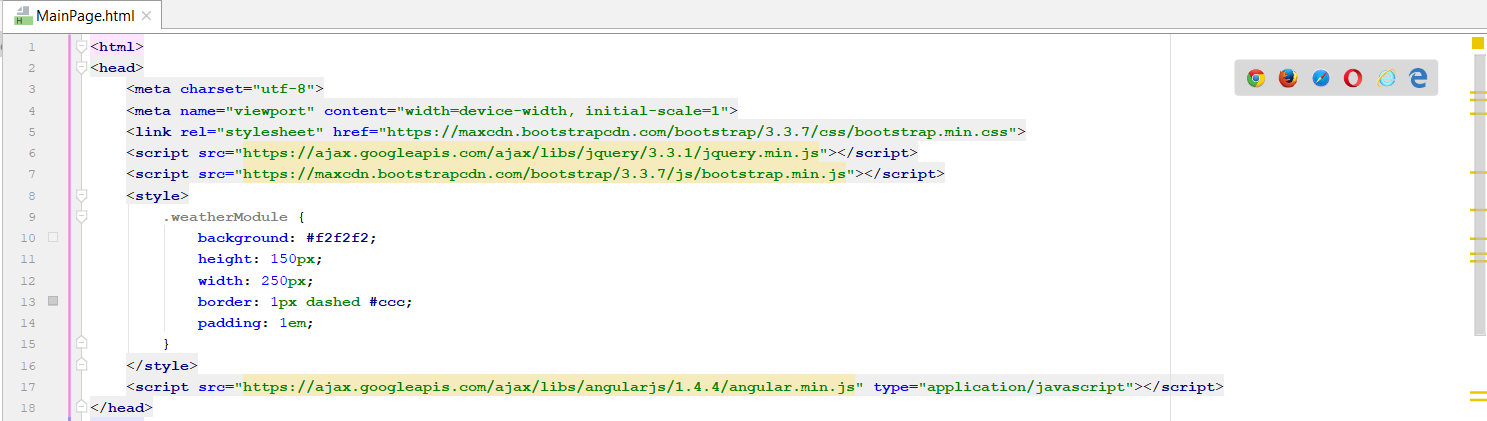 MainPage.html
1 <html>
2 <head>
3 <meta charset="utf-8">
4 <meta name="viewport" content="width=device-width, initial-scale=1">
5 <link rel="stylesheet" href="https://maxcdn.bootstrapcdn.com/bootstrap/3.3.7/css/bootstrap.min.css">
6 <script src="https://ajax.googleapis.com/ajax/libs/jquery/3.3.1/jquery.min.js"></script>
7 <script src="https://maxcdn.bootstrapcdn.com/bootstrap/3.3.7/js/bootstrap.min.js"></script>
8 <style>
9 .weatherModule {
10 background: #f2f2f2;
11 height: 150px;
12 width: 250px;
13 border: 1px dashed #ccc;
14 padding: 1em;
15 }
16 </style>
17 <script src="https://ajax.googleapis.com/ajax/libs/angularjs/1.4.4/angular.min.js" type="application/javascript"></script>
18 </head>